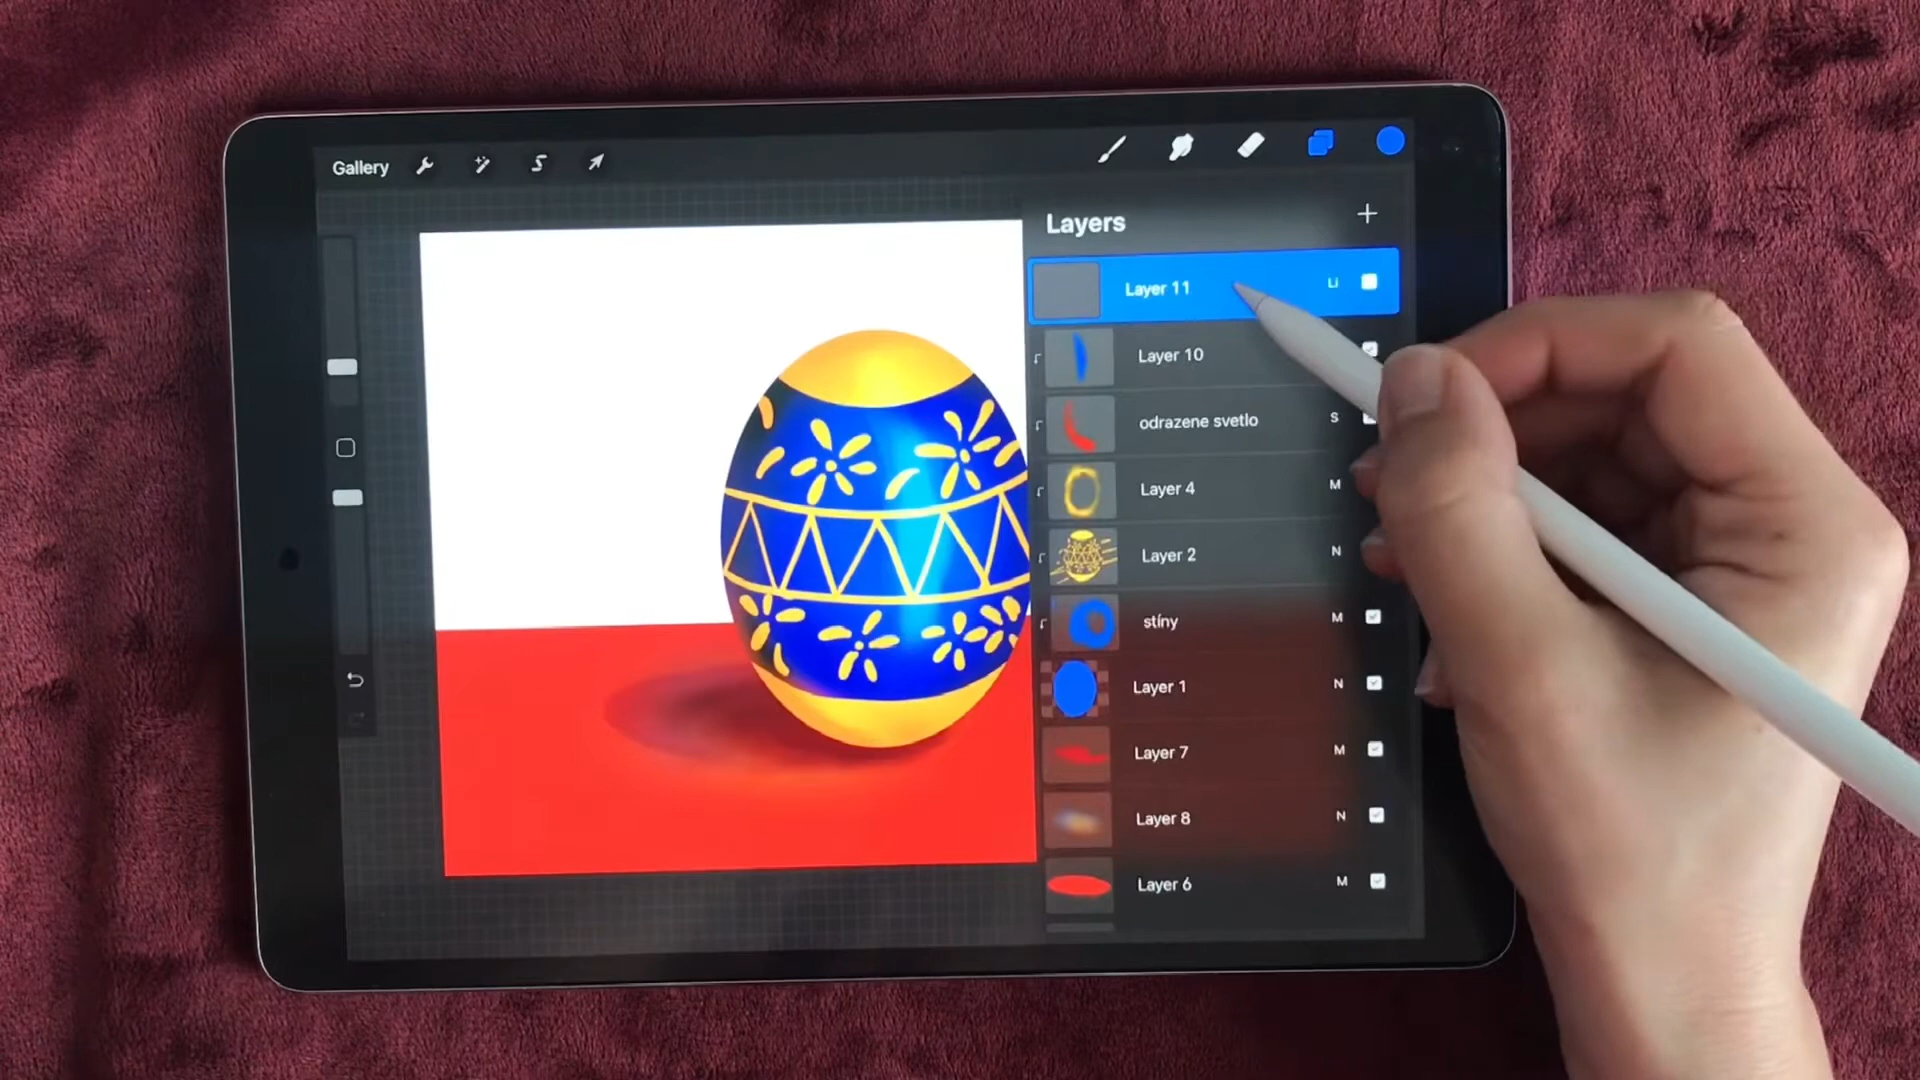 Gallery
Layers
Layer 11 Li
Layer 10
odrazene svetlo S
Layer 4 M
Layer 2 N
stíny M
Layer 1 N
Layer 7 M
Layer 8 N
Layer 6 M